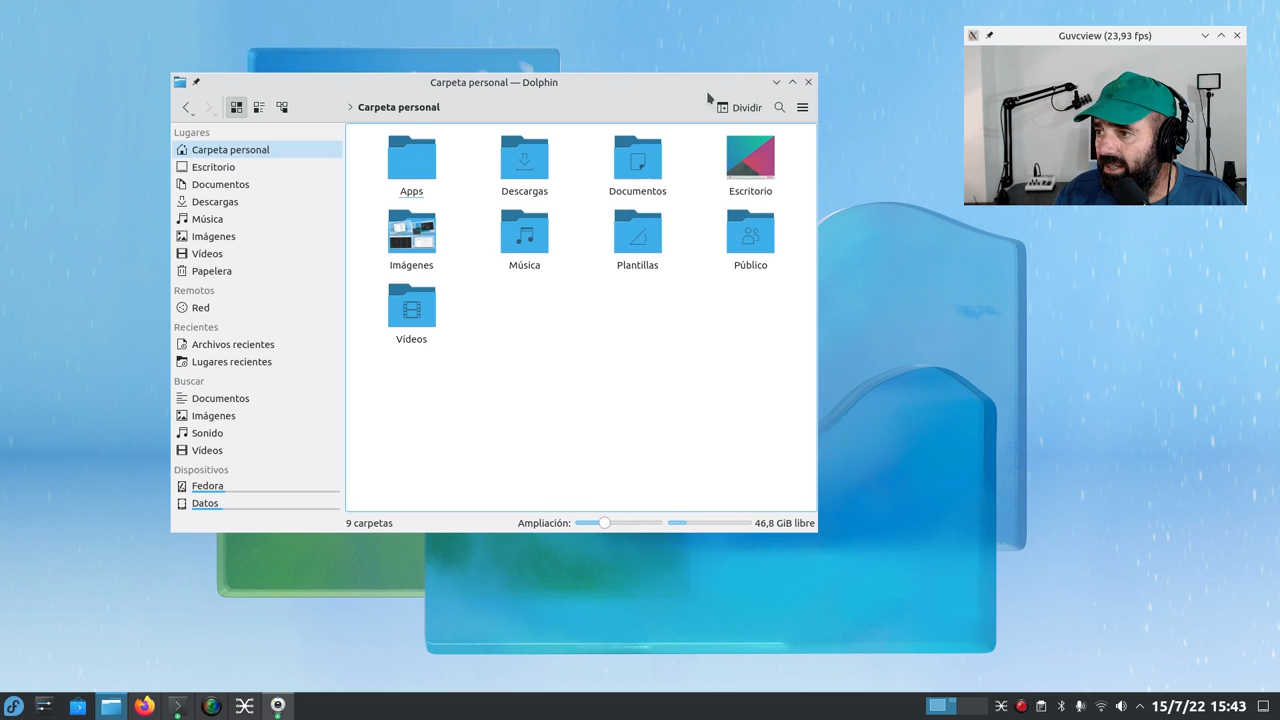 Guvcview (23,93 fps)
Carpeta personal — Dolphin
Carpeta personal
Dividir
Lugares
Carpeta personal
Escritorio
Documentos
Descargas
Música
Imágenes
Vídeos
Papelera
Remotos
Red
Recientes
Archivos recientes
Lugares recientes
Buscar
Documentos
Imágenes
Sonido
Vídeos
Dispositivos
Fedora
Datos
Apps
Descargas
Documentos
Escritorio
Imágenes
Música
Plantillas
Público
Vídeos
9 carpetas
Ampliación:
46,8 GiB libre
15/7/22 15:43